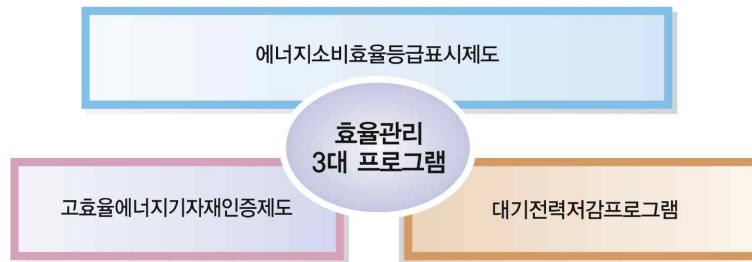 에너지소비효율등급표시제도
효율관리
3대 프로그램
고효율에너지기자재인증제도
대기전력저감프로그램